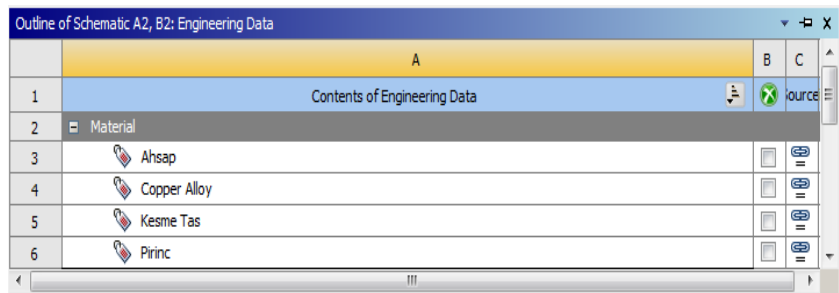 Outline of Schematic A2, B2: Engineering Data
A B C
1 Contents of Engineering Data ource
2 Material
3 Ahsap
4 Copper Alloy
5 Kesme Tas
6 Pirinc